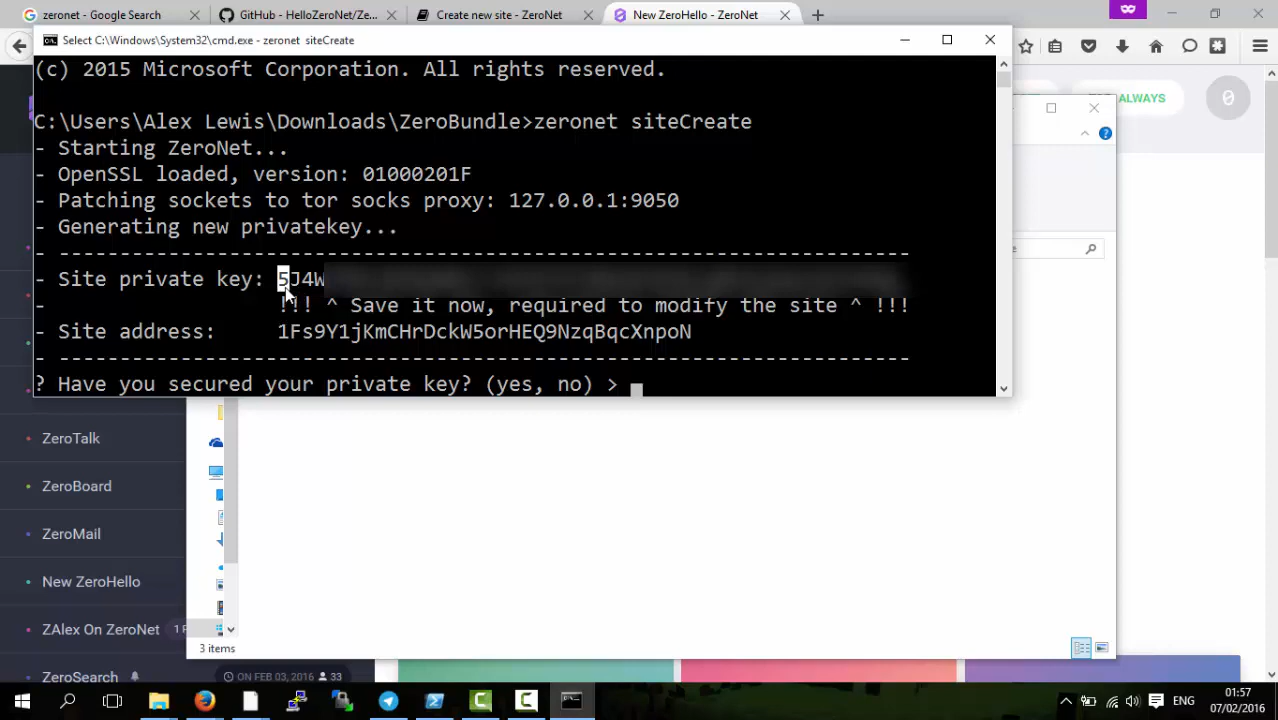 zeronet - Google Search
GitHub - HelloZeroNet/Ze...
Create new site - ZeroNet
New ZeroHello - ZeroNet
Select C:\Windows\System32\cmd.exe - zeronet siteCreate
(c) 2015 Microsoft Corporation. All rights reserved.
ALWAYS
0
C:\Users\Alex Lewis\Downloads\ZeroBundle>zeronet siteCreate
- Starting ZeroNet...
- OpenSSL loaded, version: 01000201F
- Patching sockets to tor socks proxy: 127.0.0.1:9050
- Generating new privatekey...
- ----------------------------------------------------------------------
- Site private key: 5J4W
- !!! ^ Save it now, required to modify the site ^ !!!
- Site address: 1Fs9Y1jKmCHrDckW5orHEQ9NzqBqcXnpoN
- ----------------------------------------------------------------------
? Have you secured your private key? (yes, no) >
ZeroTalk
ZeroBoard
ZeroMail
New ZeroHello
ZAlex On ZeroNet
3 items
ZeroSearch
ON FEB 03, 2016 33
ENG
01:57
07/02/2016